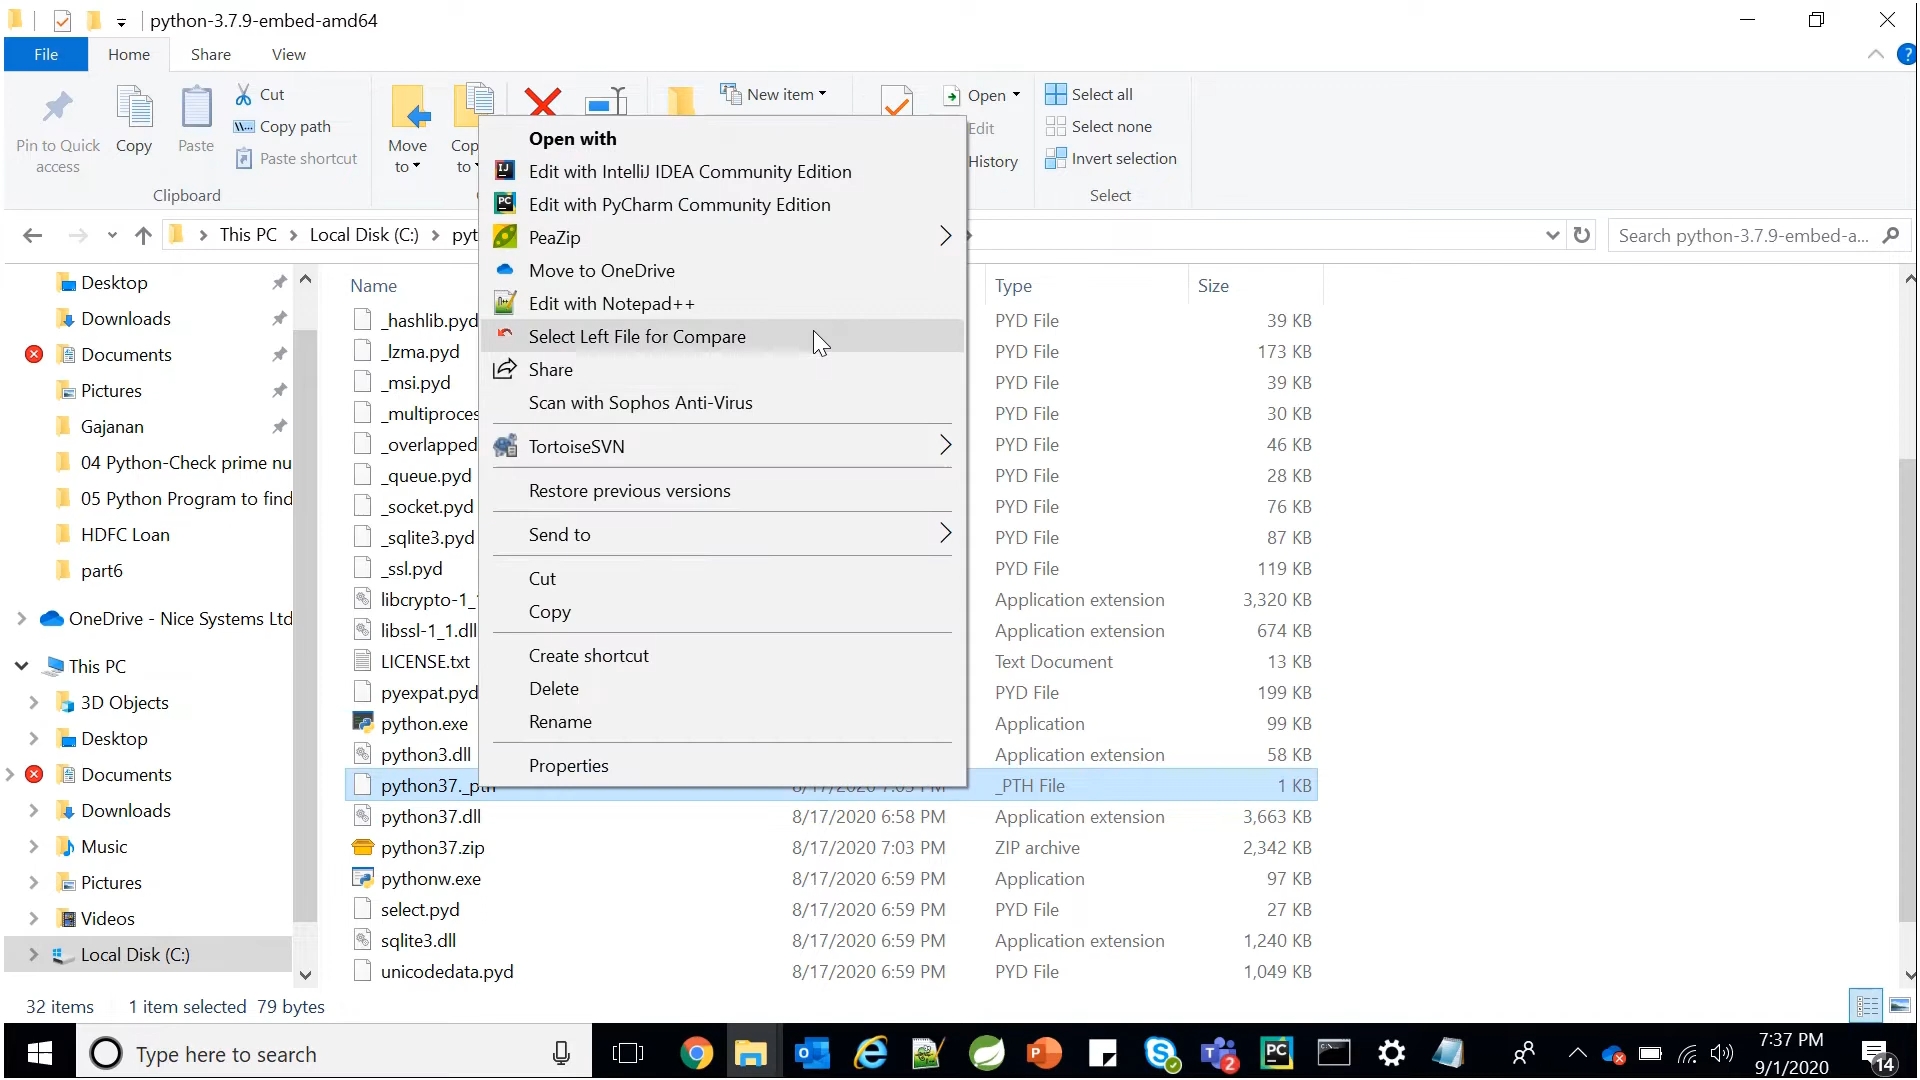 python-3.7.9-embed-amd64
File
Home
Share
View
Pin to Quick access
Copy
Paste
Cut
Copy path
Paste shortcut
Clipboard
Move to
Cop
to
New item
Open
Edit
History
Select all
Select none
Invert selection
Select
This PC
Local Disk (C:)
pyt
Search python-3.7.9-embed-a...
Desktop
Downloads
Documents
Pictures
Gajanan
04 Python-Check prime nu
05 Python Program to find
HDFC Loan
part6
OneDrive - Nice Systems Ltd
This PC
3D Objects
Desktop
Documents
Downloads
Music
Pictures
Videos
Local Disk (C:)
Name
Type
Size
_hashlib.pyd PYD File 39 KB
_lzma.pyd PYD File 173 KB
_msi.pyd PYD File 39 KB
_multiproces PYD File 30 KB
_overlapped PYD File 46 KB
_queue.pyd PYD File 28 KB
_socket.pyd PYD File 76 KB
_sqlite3.pyd PYD File 87 KB
_ssl.pyd PYD File 119 KB
libcrypto-1_ Application extension 3,320 KB
libssl-1_1.dll Application extension 674 KB
LICENSE.txt Text Document 13 KB
pyexpat.pyd PYD File 199 KB
python.exe Application 99 KB
python3.dll Application extension 58 KB
python37._pth 8/17/2020 7:03 PM _PTH File 1 KB
python37.dll 8/17/2020 6:58 PM Application extension 3,663 KB
python37.zip 8/17/2020 7:03 PM ZIP archive 2,342 KB
pythonw.exe 8/17/2020 6:59 PM Application 97 KB
select.pyd 8/17/2020 6:59 PM PYD File 27 KB
sqlite3.dll 8/17/2020 6:59 PM Application extension 1,240 KB
unicodedata.pyd 8/17/2020 6:59 PM PYD File 1,049 KB
Open with
Edit with IntelliJ IDEA Community Edition
Edit with PyCharm Community Edition
PeaZip
Move to OneDrive
Edit with Notepad++
Select Left File for Compare
Share
Scan with Sophos Anti-Virus
TortoiseSVN
Restore previous versions
Send to
Cut
Copy
Create shortcut
Delete
Rename
Properties
32 items 1 item selected 79 bytes
Type here to search
7:37 PM
9/1/2020
2
14